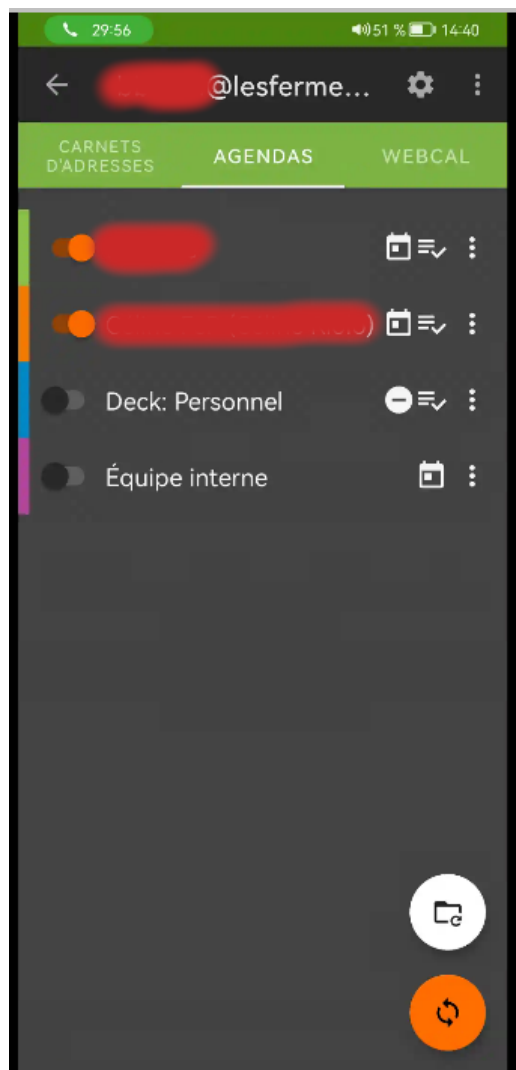 29:56 51 % 14:40
@lesferme...
CARNETS
D'ADRESSES
AGENDAS
WEBCAL
)
Deck: Personnel
Équipe interne